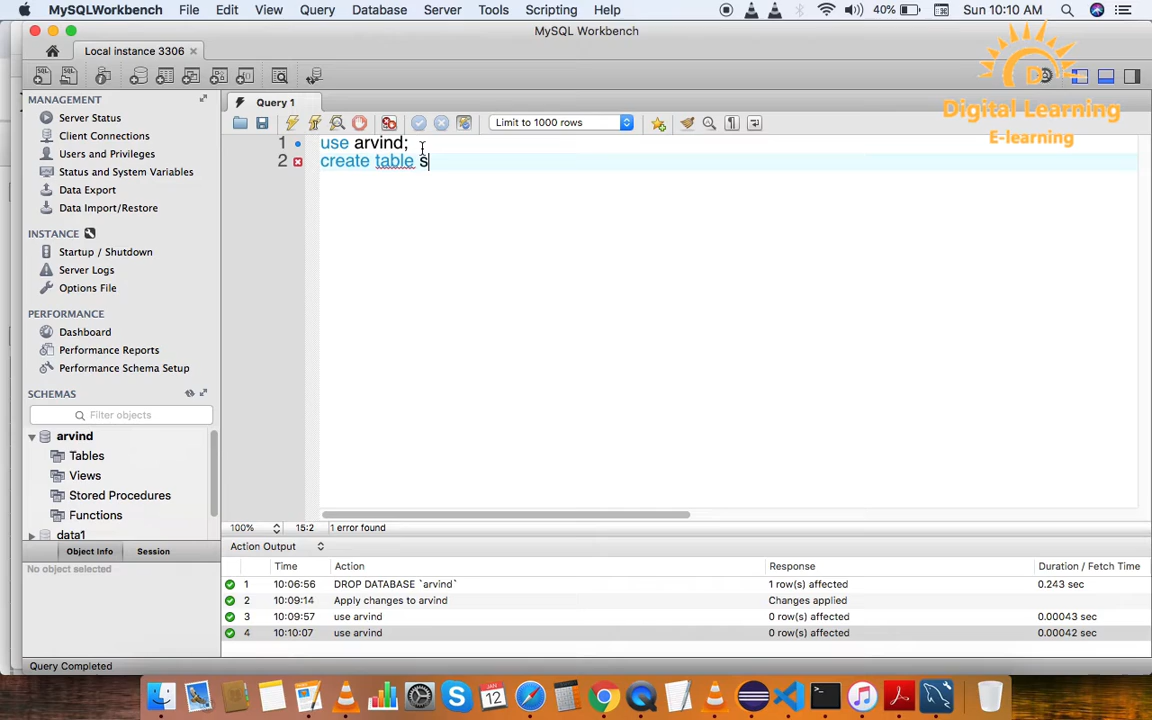 MySQLWorkbench File Edit View Query Database Server Tools Scripting Help 40% Sun 10:10 AM
MySQL Workbench
Local instance 3306
Digital Learning
E-learning
MANAGEMENT
Server Status
Client Connections
Users and Privileges
Status and System Variables
Data Export
Data Import/Restore
INSTANCE
Startup / Shutdown
Server Logs
Options File
PERFORMANCE
Dashboard
Performance Reports
Performance Schema Setup
SCHEMAS
Filter objects
arvind
Tables
Views
Stored Procedures
Functions
data1
Object Info Session
No object selected
Query 1
Limit to 1000 rows
1 use arvind;
2 create table s
100% 15:2 1 error found
Action Output
Time Action Response Duration / Fetch Time
1 10:06:56 DROP DATABASE `arvind` 1 row(s) affected 0.243 sec
2 10:09:14 Apply changes to arvind Changes applied
3 10:09:57 use arvind 0 row(s) affected 0.00043 sec
4 10:10:07 use arvind 0 row(s) affected 0.00042 sec
Query Completed